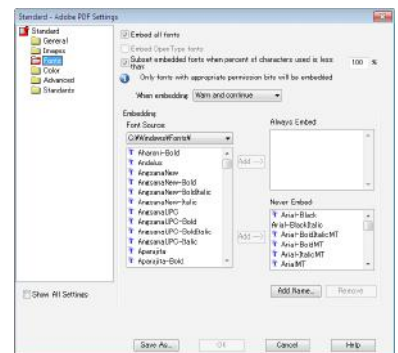 Standard - Adobe PDF Settings
Standard
General
Images
Fonts
Color
Advanced
Standards
Show All Settings
Embed all fonts
Embed OpenType fonts
Subset embedded fonts when percent of characters used is less than:
100 %
Only fonts with appropriate permission bits will be embedded
When embedding: Warn and continue
Embedding
Font Source
C:¥Windows¥Fonts¥
Aharoni-Bold
Andalus
AngsanaNew
AngsanaNew-Bold
AngsanaNew-BoldItalic
AngsanaNew-Italic
AngsanaUPC
AngsanaUPC-Bold
AngsanaUPC-BoldItalic
AngsanaUPC-Italic
Aparajita
Aparajita-Bold
Add -->
Add -->
Always Embed:
Never Embed:
Arial-Black
Arial-BlackItalic
Arial-BoldItalicMT
Arial-BoldMT
Arial-ItalicMT
ArialMT
Add Name...
Remove
Save As...
OK
Cancel
Help